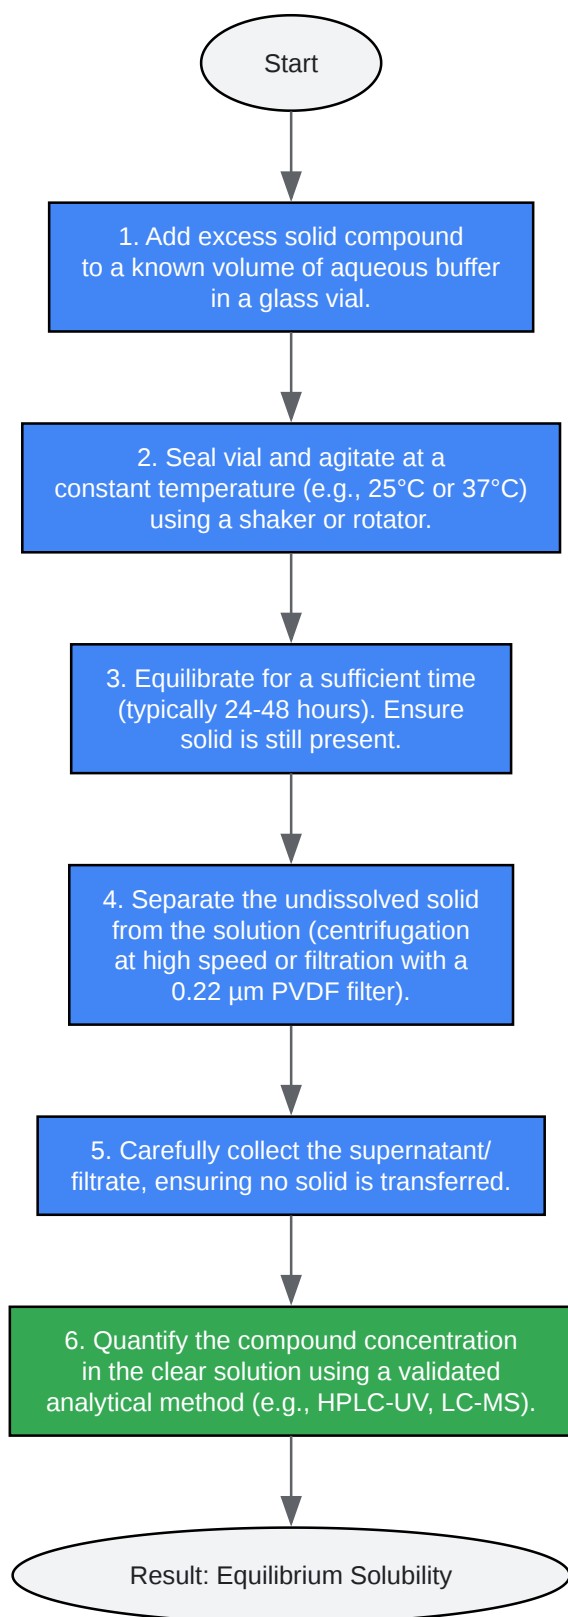 Start
1. Add excess solid compound
to a known volume of aqueous buffer
in a glass vial.
2. Seal vial and agitate at a
constant temperature (e.g., 25°C or 37°C)
using a shaker or rotator.
3. Equilibrate for a sufficient time
(typically 24-48 hours). Ensure
solid is still present.
4. Separate the undissolved solid
from the solution (centrifugation
at high speed or filtration with a
0.22 µm PVDF filter).
5. Carefully collect the supernatant/
filtrate, ensuring no solid is transferred.
6. Quantify the compound concentration
in the clear solution using a validated
analytical method (e.g., HPLC-UV, LC-MS).
Result: Equilibrium Solubility